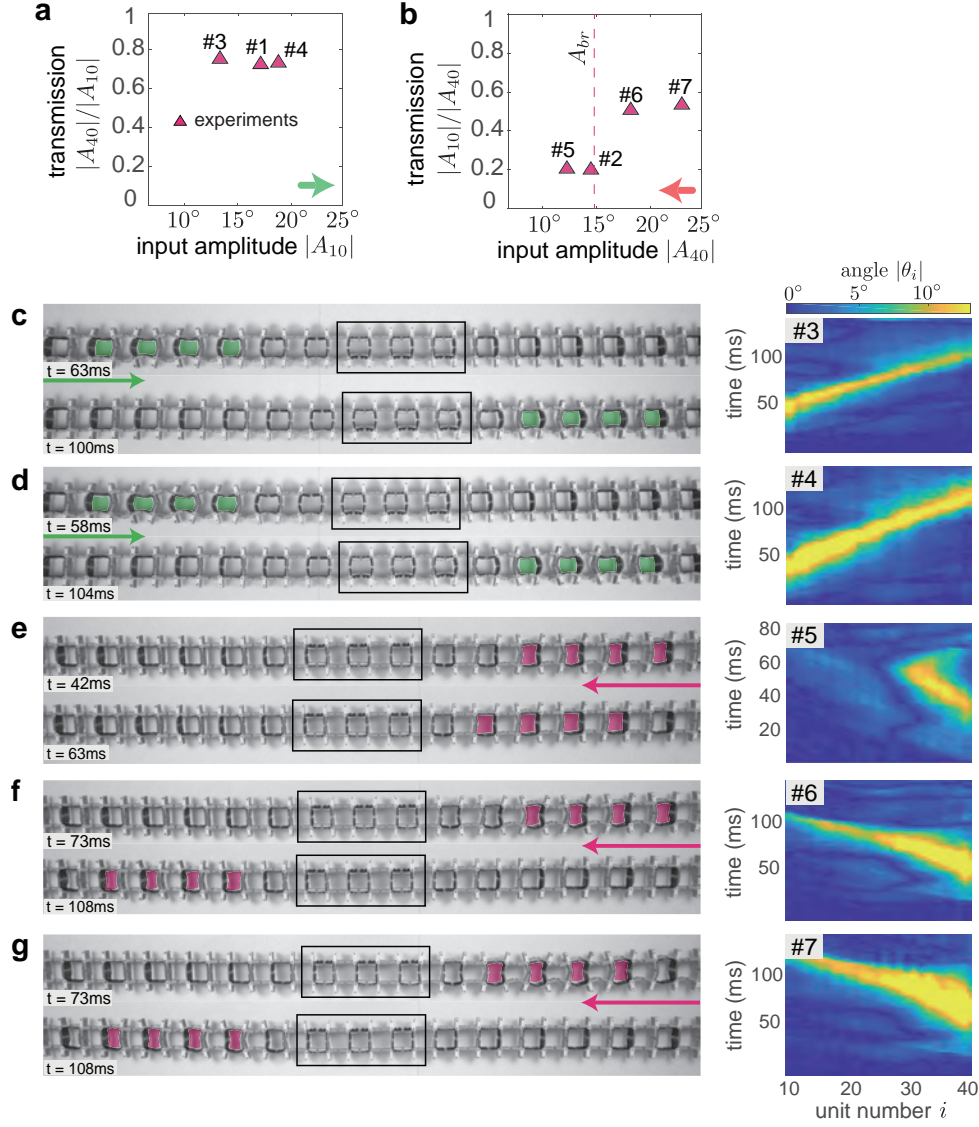 a
transmission
|A40|/|A10|
1
0.8
0.4
0.2
0
#3
#1
#4
experiments
10° 15° 20° 25°
input amplitude |A10|
b
transmission
|A10|/|A40|
1
0.8
0.6
0.4
0.2
0
Abr
#7
#6
#5
#2
10° 15° 20° 25°
input amplitude |A40|
angle |θi|
0° 5° 10°
c
t = 63ms
t = 100ms
#3
time (ms)
100
50
d
t = 58ms
t = 104ms
#4
time (ms)
100
50
e
t = 42ms
t = 63ms
#5
time (ms)
80
60
40
20
f
t = 73ms
t = 108ms
#6
time (ms)
100
50
g
t = 73ms
t = 108ms
#7
time (ms)
100
50
10 20 30 40
unit number i